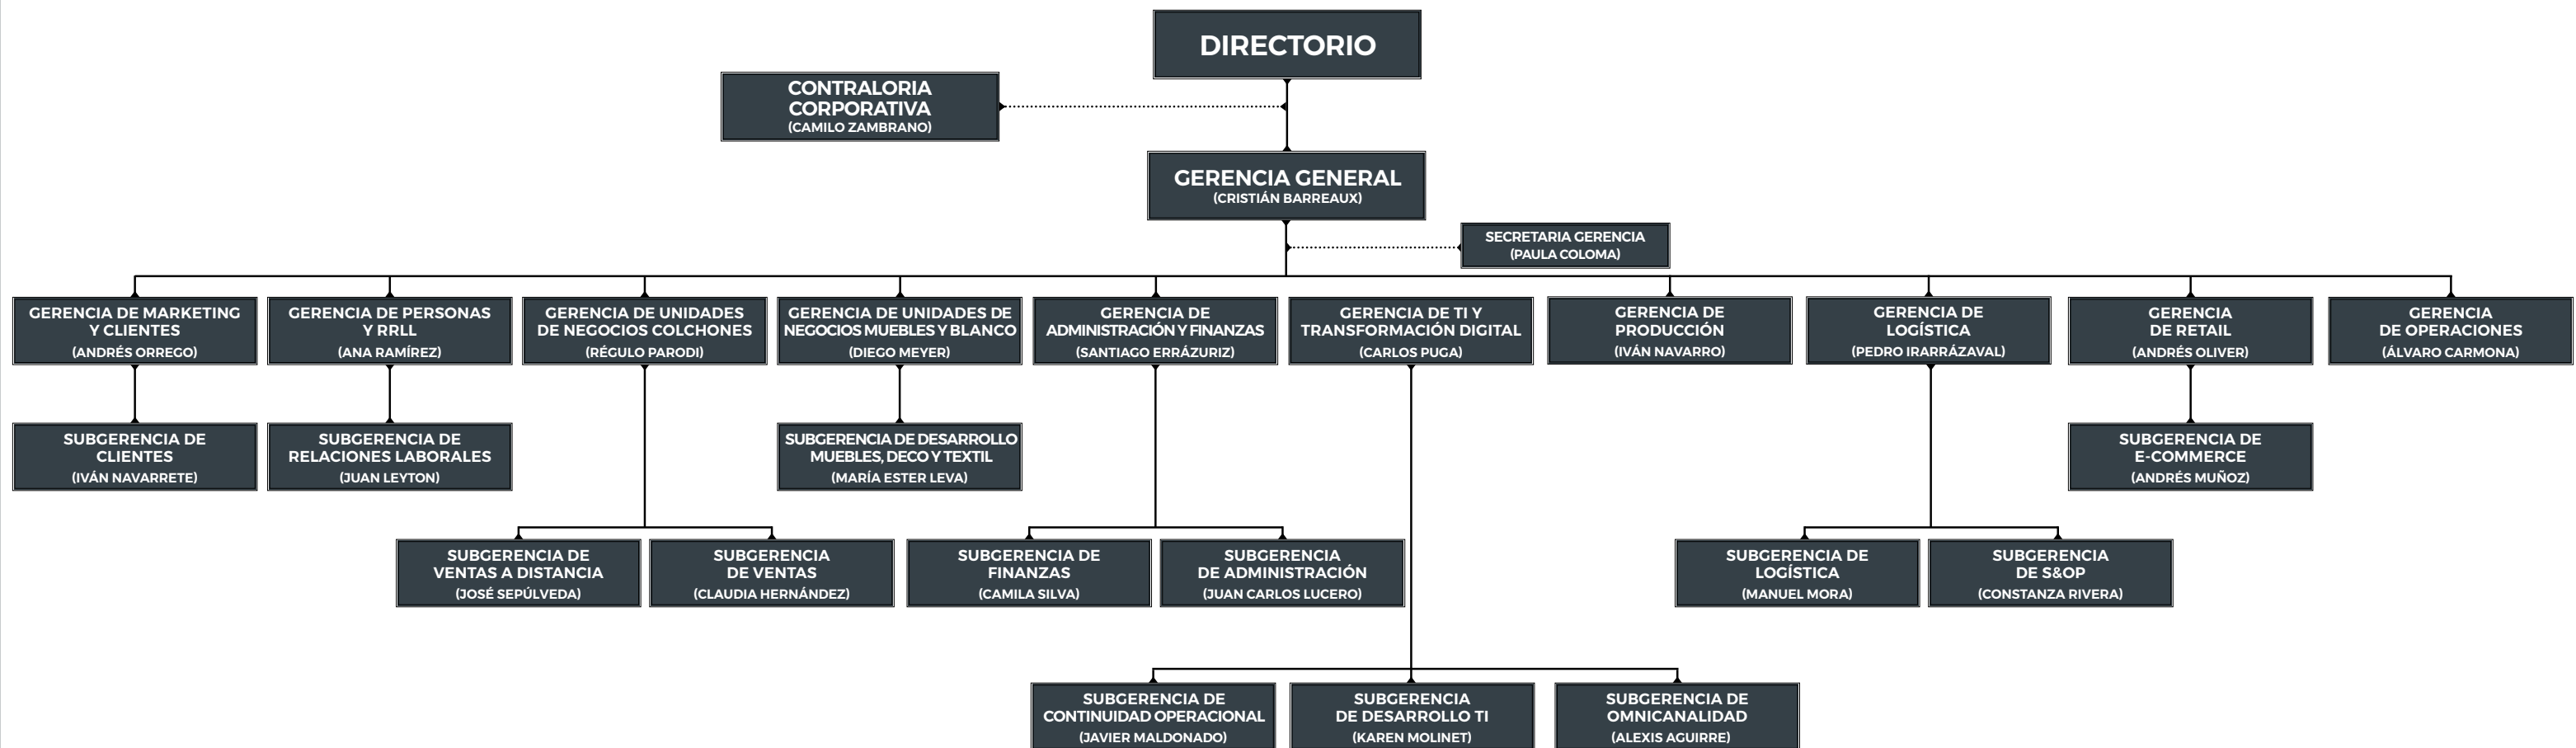 DIRECTORIO
CONTRALORIA
CORPORATIVA
(CAMILO ZAMBRANO)
GERENCIA GENERAL
(CRISTIÁN BARREAUX)
SECRETARIA GERENCIA
(PAULA COLOMA)
GERENCIA DE MARKETING
Y CLIENTES
(ANDRÉS ORREGO)
GERENCIA DE PERSONAS
Y RRLL
(ANA RAMÍREZ)
GERENCIA DE UNIDADES
DE NEGOCIOS COLCHONES
(RÉGULO PARODI)
GERENCIA DE UNIDADES DE
NEGOCIOS MUEBLES Y BLANCO
(DIEGO MEYER)
GERENCIA DE
ADMINISTRACIÓN Y FINANZAS
(SANTIAGO ERRÁZURIZ)
GERENCIA DE TI Y
TRANSFORMACIÓN DIGITAL
(CARLOS PUGA)
GERENCIA DE
PRODUCCIÓN
(IVÁN NAVARRO)
GERENCIA DE
LOGÍSTICA
(PEDRO IRARRÁZAVAL)
GERENCIA
DE RETAIL
(ANDRÉS OLIVER)
GERENCIA
DE OPERACIONES
(ÁLVARO CARMONA)
SUBGERENCIA DE
CLIENTES
(IVÁN NAVARRETE)
SUBGERENCIA DE
RELACIONES LABORALES
(JUAN LEYTON)
SUBGERENCIA DE DESARROLLO
MUEBLES, DECO Y TEXTIL
(MARÍA ESTER LEVA)
SUBGERENCIA DE
E-COMMERCE
(ANDRÉS MUÑOZ)
SUBGERENCIA DE
VENTAS A DISTANCIA
(JOSÉ SEPÚLVEDA)
SUBGERENCIA
DE VENTAS
(CLAUDIA HERNÁNDEZ)
SUBGERENCIA DE
FINANZAS
(CAMILA SILVA)
SUBGERENCIA
DE ADMINISTRACIÓN
(JUAN CARLOS LUCERO)
SUBGERENCIA DE
LOGÍSTICA
(MANUEL MORA)
SUBGERENCIA
DE S&OP
(CONSTANZA RIVERA)
SUBGERENCIA DE
CONTINUIDAD OPERACIONAL
(JAVIER MALDONADO)
SUBGERENCIA
DE DESARROLLO TI
(KAREN MOLINET)
SUBGERENCIA DE
OMNICANALIDAD
(ALEXIS AGUIRRE)